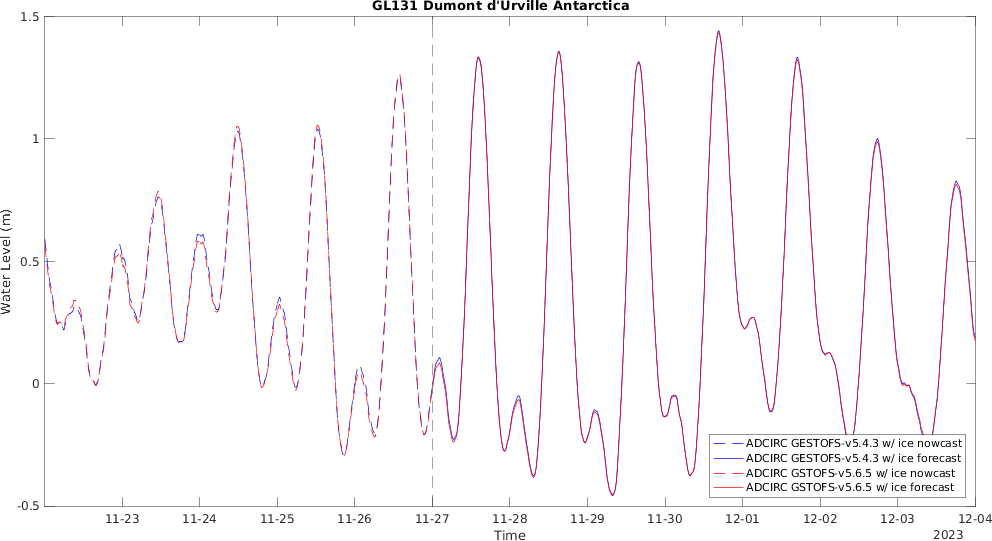 GL131 Dumont d'Urville Antarctica
1.5
1
0.5
0
-0.5
Water Level (m)
ADCIRC GESTOFS-v5.4.3 w/ ice nowcast
ADCIRC GESTOFS-v5.4.3 w/ ice forecast
ADCIRC GSTOFS-v5.6.5 w/ ice nowcast
ADCIRC GSTOFS-v5.6.5 w/ ice forecast
11-23 11-24 11-25 11-26 11-27 11-28 11-29 11-30 12-01 12-02 12-03 12-04
Time
2023